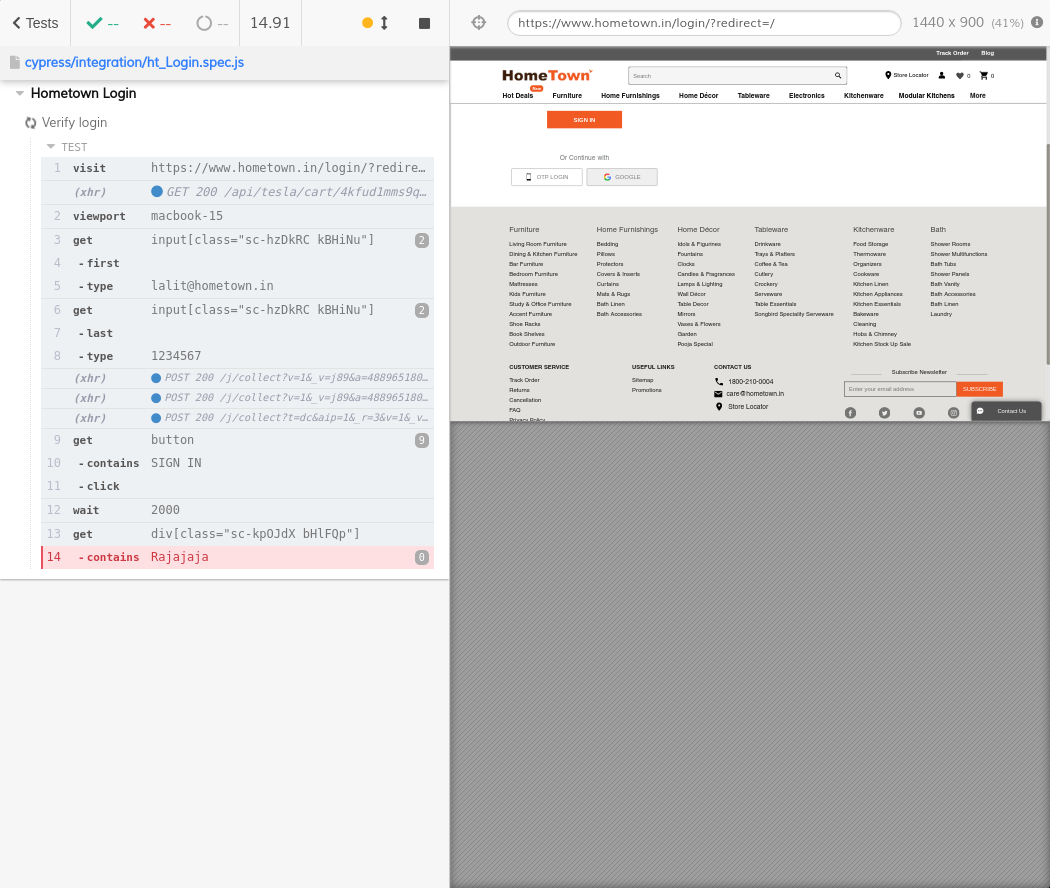 Tests
--
--
--
14.91
https://www.hometown.in/login/?redirect=/
1440 x 900 (41%)
cypress/integration/ht_Login.spec.js
Hometown Login
Verify login
TEST
1 visit https://www.hometown.in/login/?redire…
(xhr) GET 200 /api/tesla/cart/4kfud1mms9q…
2 viewport macbook-15
3 get input[class="sc-hzDkRC kBHiNu"] 2
4 - first
5 - type lalit@hometown.in
6 get input[class="sc-hzDkRC kBHiNu"] 2
7 - last
8 - type 1234567
(xhr) POST 200 /j/collect?v=1&_v=j89&a=488965180…
(xhr) POST 200 /j/collect?v=1&_v=j89&a=488965180…
(xhr) POST 200 /j/collect?t=dc&aip=1&_r=3&v=1&_v…
9 get button 9
10 - contains SIGN IN
11 - click
12 wait 2000
13 get div[class="sc-kpOJdX bHlFQp"]
14 - contains Rajajaja 0
Track Order Blog
HomeTown Search Store Locator 0 0
New
Hot Deals Furniture Home Furnishings Home Décor Tableware Electronics Kitchenware Modular Kitchens More
SIGN IN
Or Continue with
OTP LOGIN GOOGLE
Furniture
Living Room Furniture
Dining & Kitchen Furniture
Bar Furniture
Bedroom Furniture
Mattresses
Kids Furniture
Study & Office Furniture
Accent Furniture
Shoe Racks
Book Shelves
Outdoor Furniture
Home Furnishings
Bedding
Pillows
Protectors
Covers & Inserts
Curtains
Mats & Rugs
Bath Linen
Bath Accessories
Home Décor
Idols & Figurines
Fountains
Clocks
Candles & Fragrances
Lamps & Lighting
Wall Décor
Table Decor
Mirrors
Vases & Flowers
Garden
Pooja Special
Tableware
Drinkware
Trays & Platters
Coffee & Tea
Cutlery
Crockery
Serveware
Table Essentials
Songbird Speciality Serveware
Kitchenware
Food Storage
Thermoware
Organizers
Cookware
Kitchen Linen
Kitchen Appliances
Kitchen Essentials
Bakeware
Cleaning
Hobs & Chimney
Kitchen Stock Up Sale
Bath
Shower Rooms
Shower Multifunctions
Bath Tubs
Shower Panels
Bath Vanity
Bath Accessories
Bath Linen
Laundry
CUSTOMER SERVICE
Track Order
Returns
Cancellation
FAQ
Privacy Policy
USEFUL LINKS
Sitemap
Promotions
CONTACT US
1800-210-0004
care@hometown.in
Store Locator
Subscribe Newsletter
Enter your email address SUBSCRIBE
Contact Us